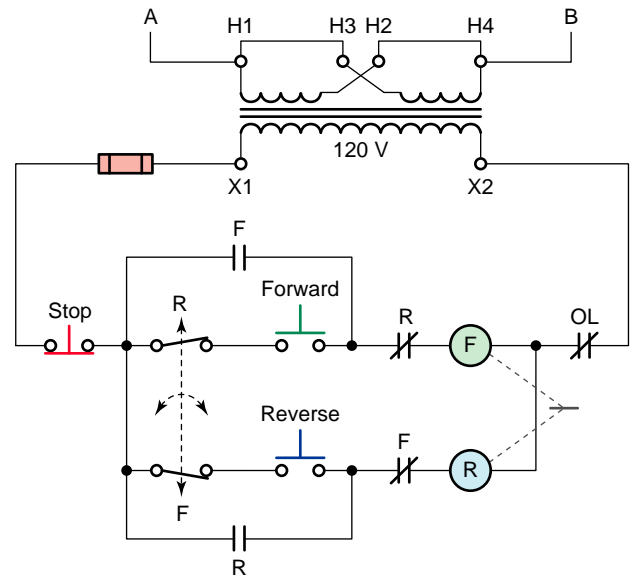 A H1 H3 H2 H4 B
120 V
X1 X2
F
Stop R Forward R F OL
Reverse
F R
F
R